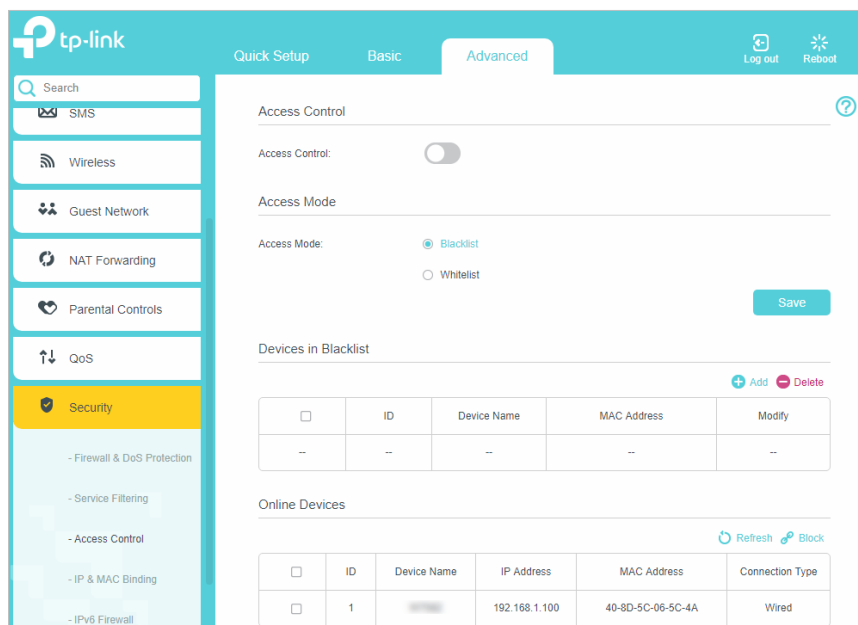 tp-link
Quick Setup Basic Advanced Log out Reboot
Search
SMS
Wireless
Guest Network
NAT Forwarding
Parental Controls
QoS
Security
- Firewall & DoS Protection
- Service Filtering
- Access Control
- IP & MAC Binding
- IPv6 Firewall
Access Control
Access Control:
Access Mode
Access Mode: Blacklist
Whitelist
Save
Devices in Blacklist
Add Delete
ID Device Name MAC Address Modify
-- -- -- -- --
Online Devices
Refresh Block
ID Device Name IP Address MAC Address Connection Type
1 192.168.1.100 40-8D-5C-06-5C-4A Wired